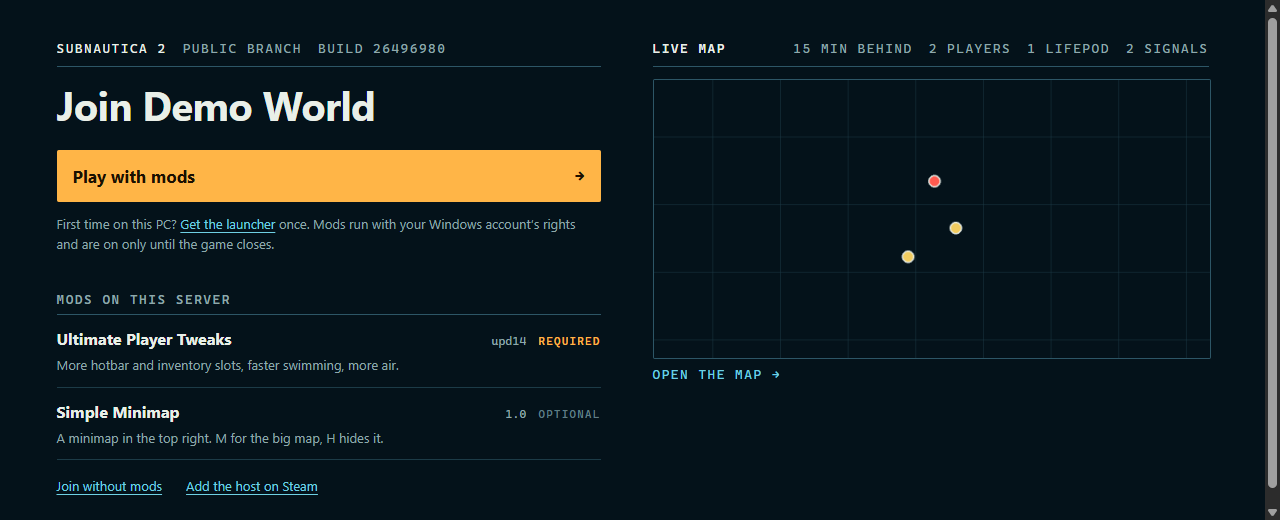 SUBNAUTICA 2 PUBLIC BRANCH BUILD 26496980
Join Demo World
Play with mods →
First time on this PC? Get the launcher once. Mods run with your Windows account's rights
and are on only until the game closes.
MODS ON THIS SERVER
Ultimate Player Tweaks upd14 REQUIRED
More hotbar and inventory slots, faster swimming, more air.
Simple Minimap 1.0 OPTIONAL
A minimap in the top right. M for the big map, H hides it.
Join without mods Add the host on Steam
LIVE MAP 15 MIN BEHIND 2 PLAYERS 1 LIFEPOD 2 SIGNALS
OPEN THE MAP →